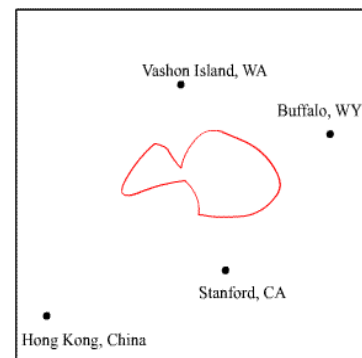 Vashon Island, WA
Buffalo, WY
Stanford, CA
Hong Kong, China